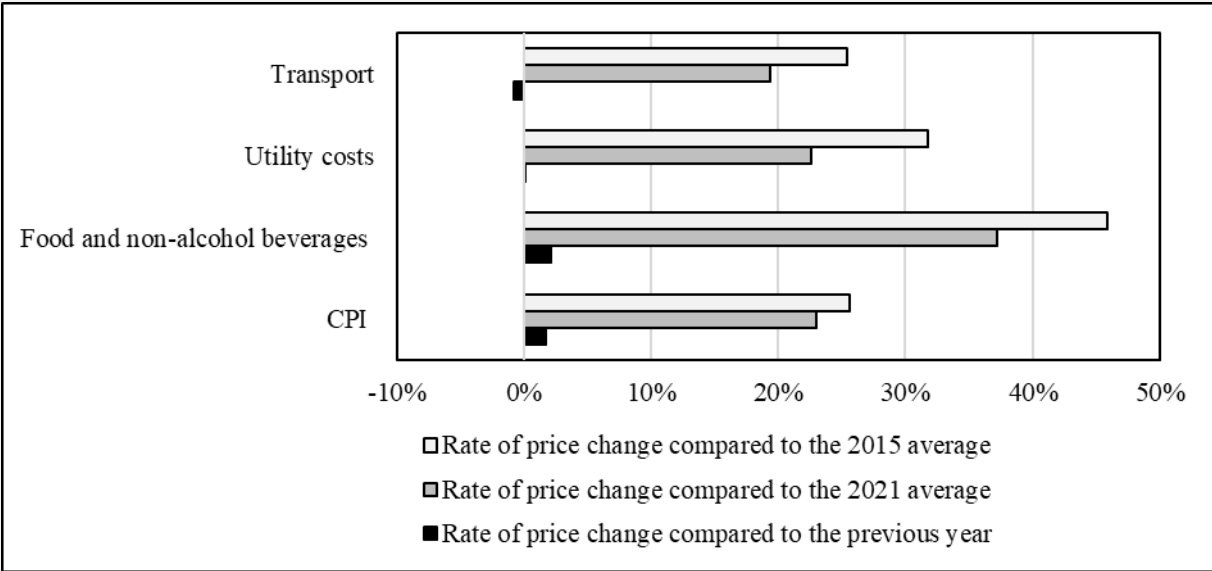 Transport
Utility costs
Food and non-alcohol beverages
CPI
-10% 0% 10% 20% 30% 40% 50%
Rate of price change compared to the 2015 average
Rate of price change compared to the 2021 average
Rate of price change compared to the previous year